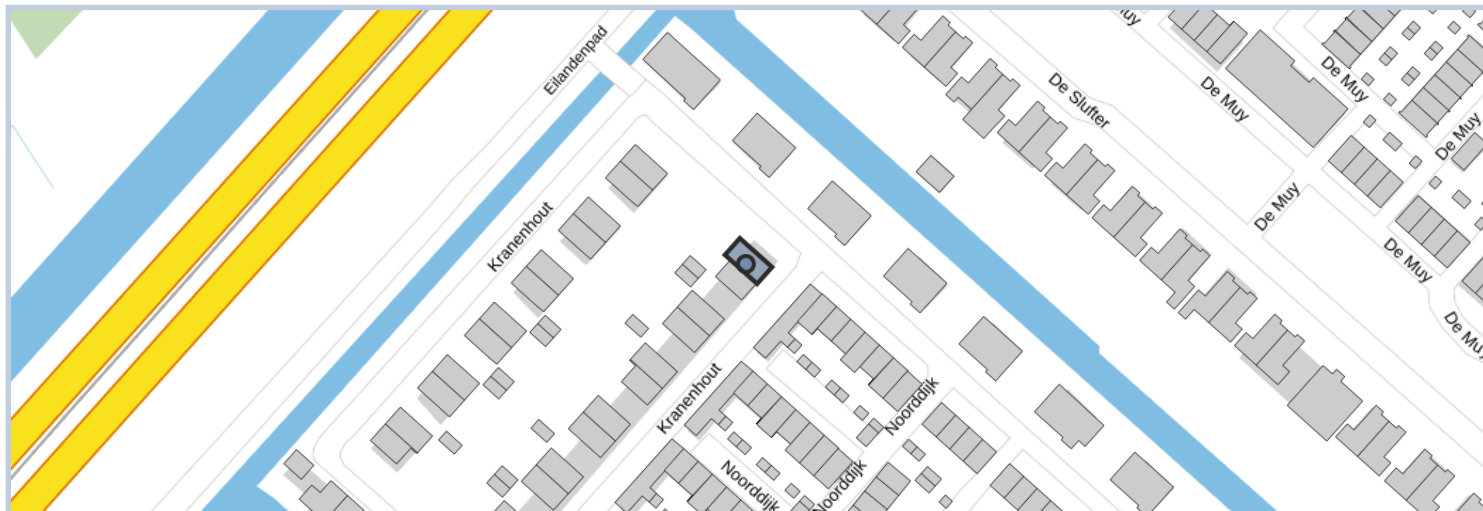 Muy
De Muy
Eilandenpad
De Slufter
De Muy
De Muy
De Muy
Kranenhout
De Muy
De Muy
Kranenhout
Noorddijk
Noorddijk
Noorddijk